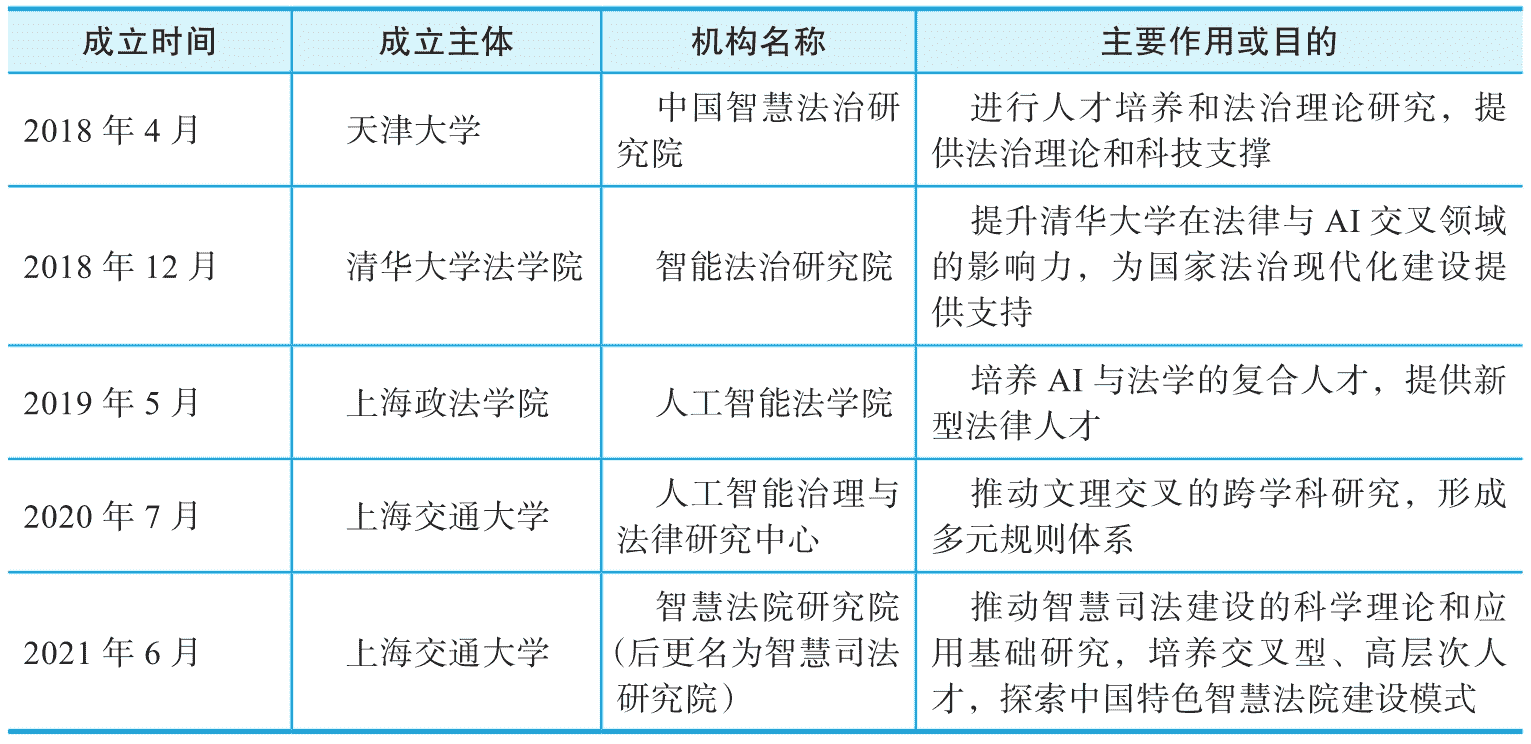 成立时间 成立主体 机构名称 主要作用或目的
2018 年 4 月
天津大学
中国智慧法治研
究院
进行人才培养和法治理论研究，提
供法治理论和科技支撑
2018 年 12 月
清华大学法学院
智能法治研究院
提升清华大学在法律与 AI 交叉领域
的影响力，为国家法治现代化建设提
供支持
2019 年 5 月
上海政法学院
人工智能法学院
培养 AI 与法学的复合人才，提供新
型法律人才
2020 年 7 月
上海交通大学
人工智能治理与
法律研究中心
推动文理交叉的跨学科研究，形成
多元规则体系
2021 年 6 月
上海交通大学
智慧法院研究院
（后更名为智慧司法
研究院）
推动智慧司法建设的科学理论和应
用基础研究，培养交叉型、高层次人
才，探索中国特色智慧法院建设模式